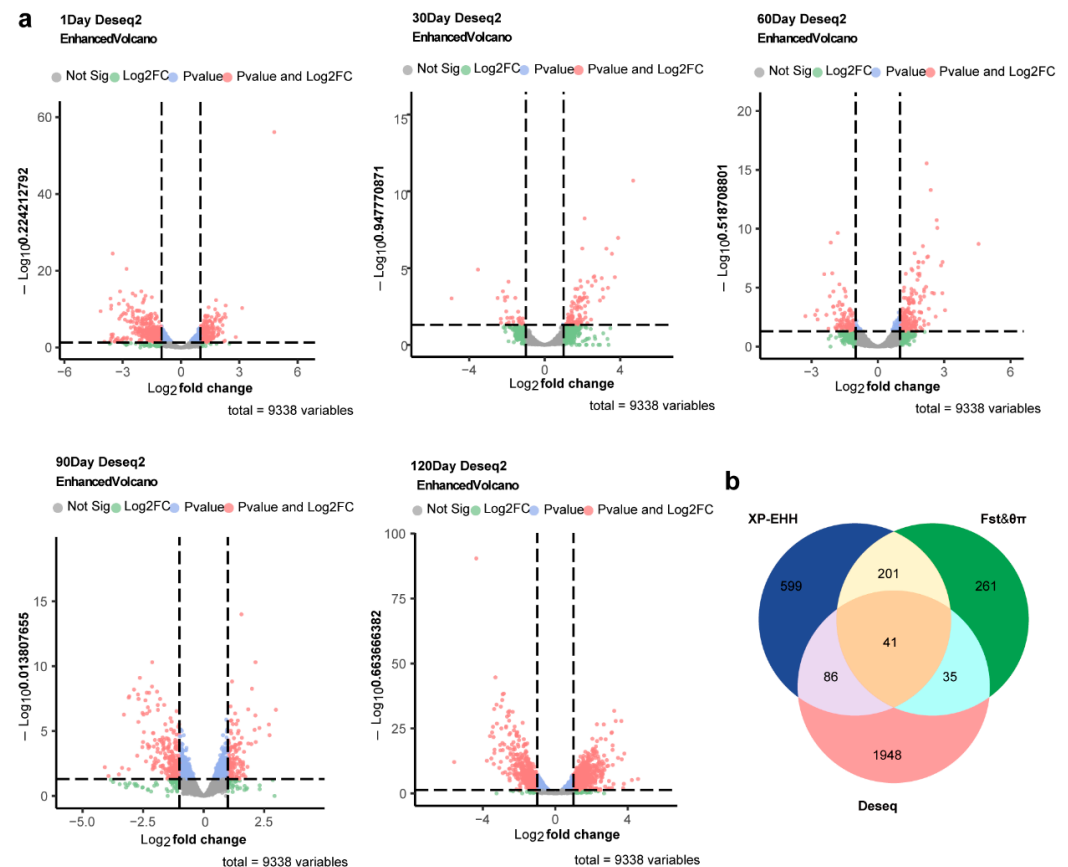 a
1Day Deseq2
EnhancedVolcano
Not Sig Log2FC Pvalue Pvalue and Log2FC
60
40
20
0
− Log10 0.224212792
−6 −3 0 3 6
Log2 fold change
total = 9338 variables
30Day Deseq2
EnhancedVolcano
Not Sig Log2FC Pvalue Pvalue and Log2FC
15
10
5
0
− Log10 0.947770871
−4 0 4
Log2 fold change
total = 9338 variables
60Day Deseq2
EnhancedVolcano
Not Sig Log2FC Pvalue Pvalue and Log2FC
20
15
10
5
0
− Log10 0.518708801
−3 0 3 6
Log2 fold change
total = 9338 variables
90Day Deseq2
EnhancedVolcano
Not Sig Log2FC Pvalue Pvalue and Log2FC
15
10
5
0
− Log10 0.013807655
−5.0 −2.5 0 2.5
Log2 fold change
total = 9338 variables
120Day Deseq2
EnhancedVolcano
Not Sig Log2FC Pvalue Pvalue and Log2FC
100
75
50
25
0
− Log10 0.663666382
−4 0 4
Log2 fold change
total = 9338 variables
b
XP-EHH Fst&θπ
599 201 261
41
86 35
1948
Deseq